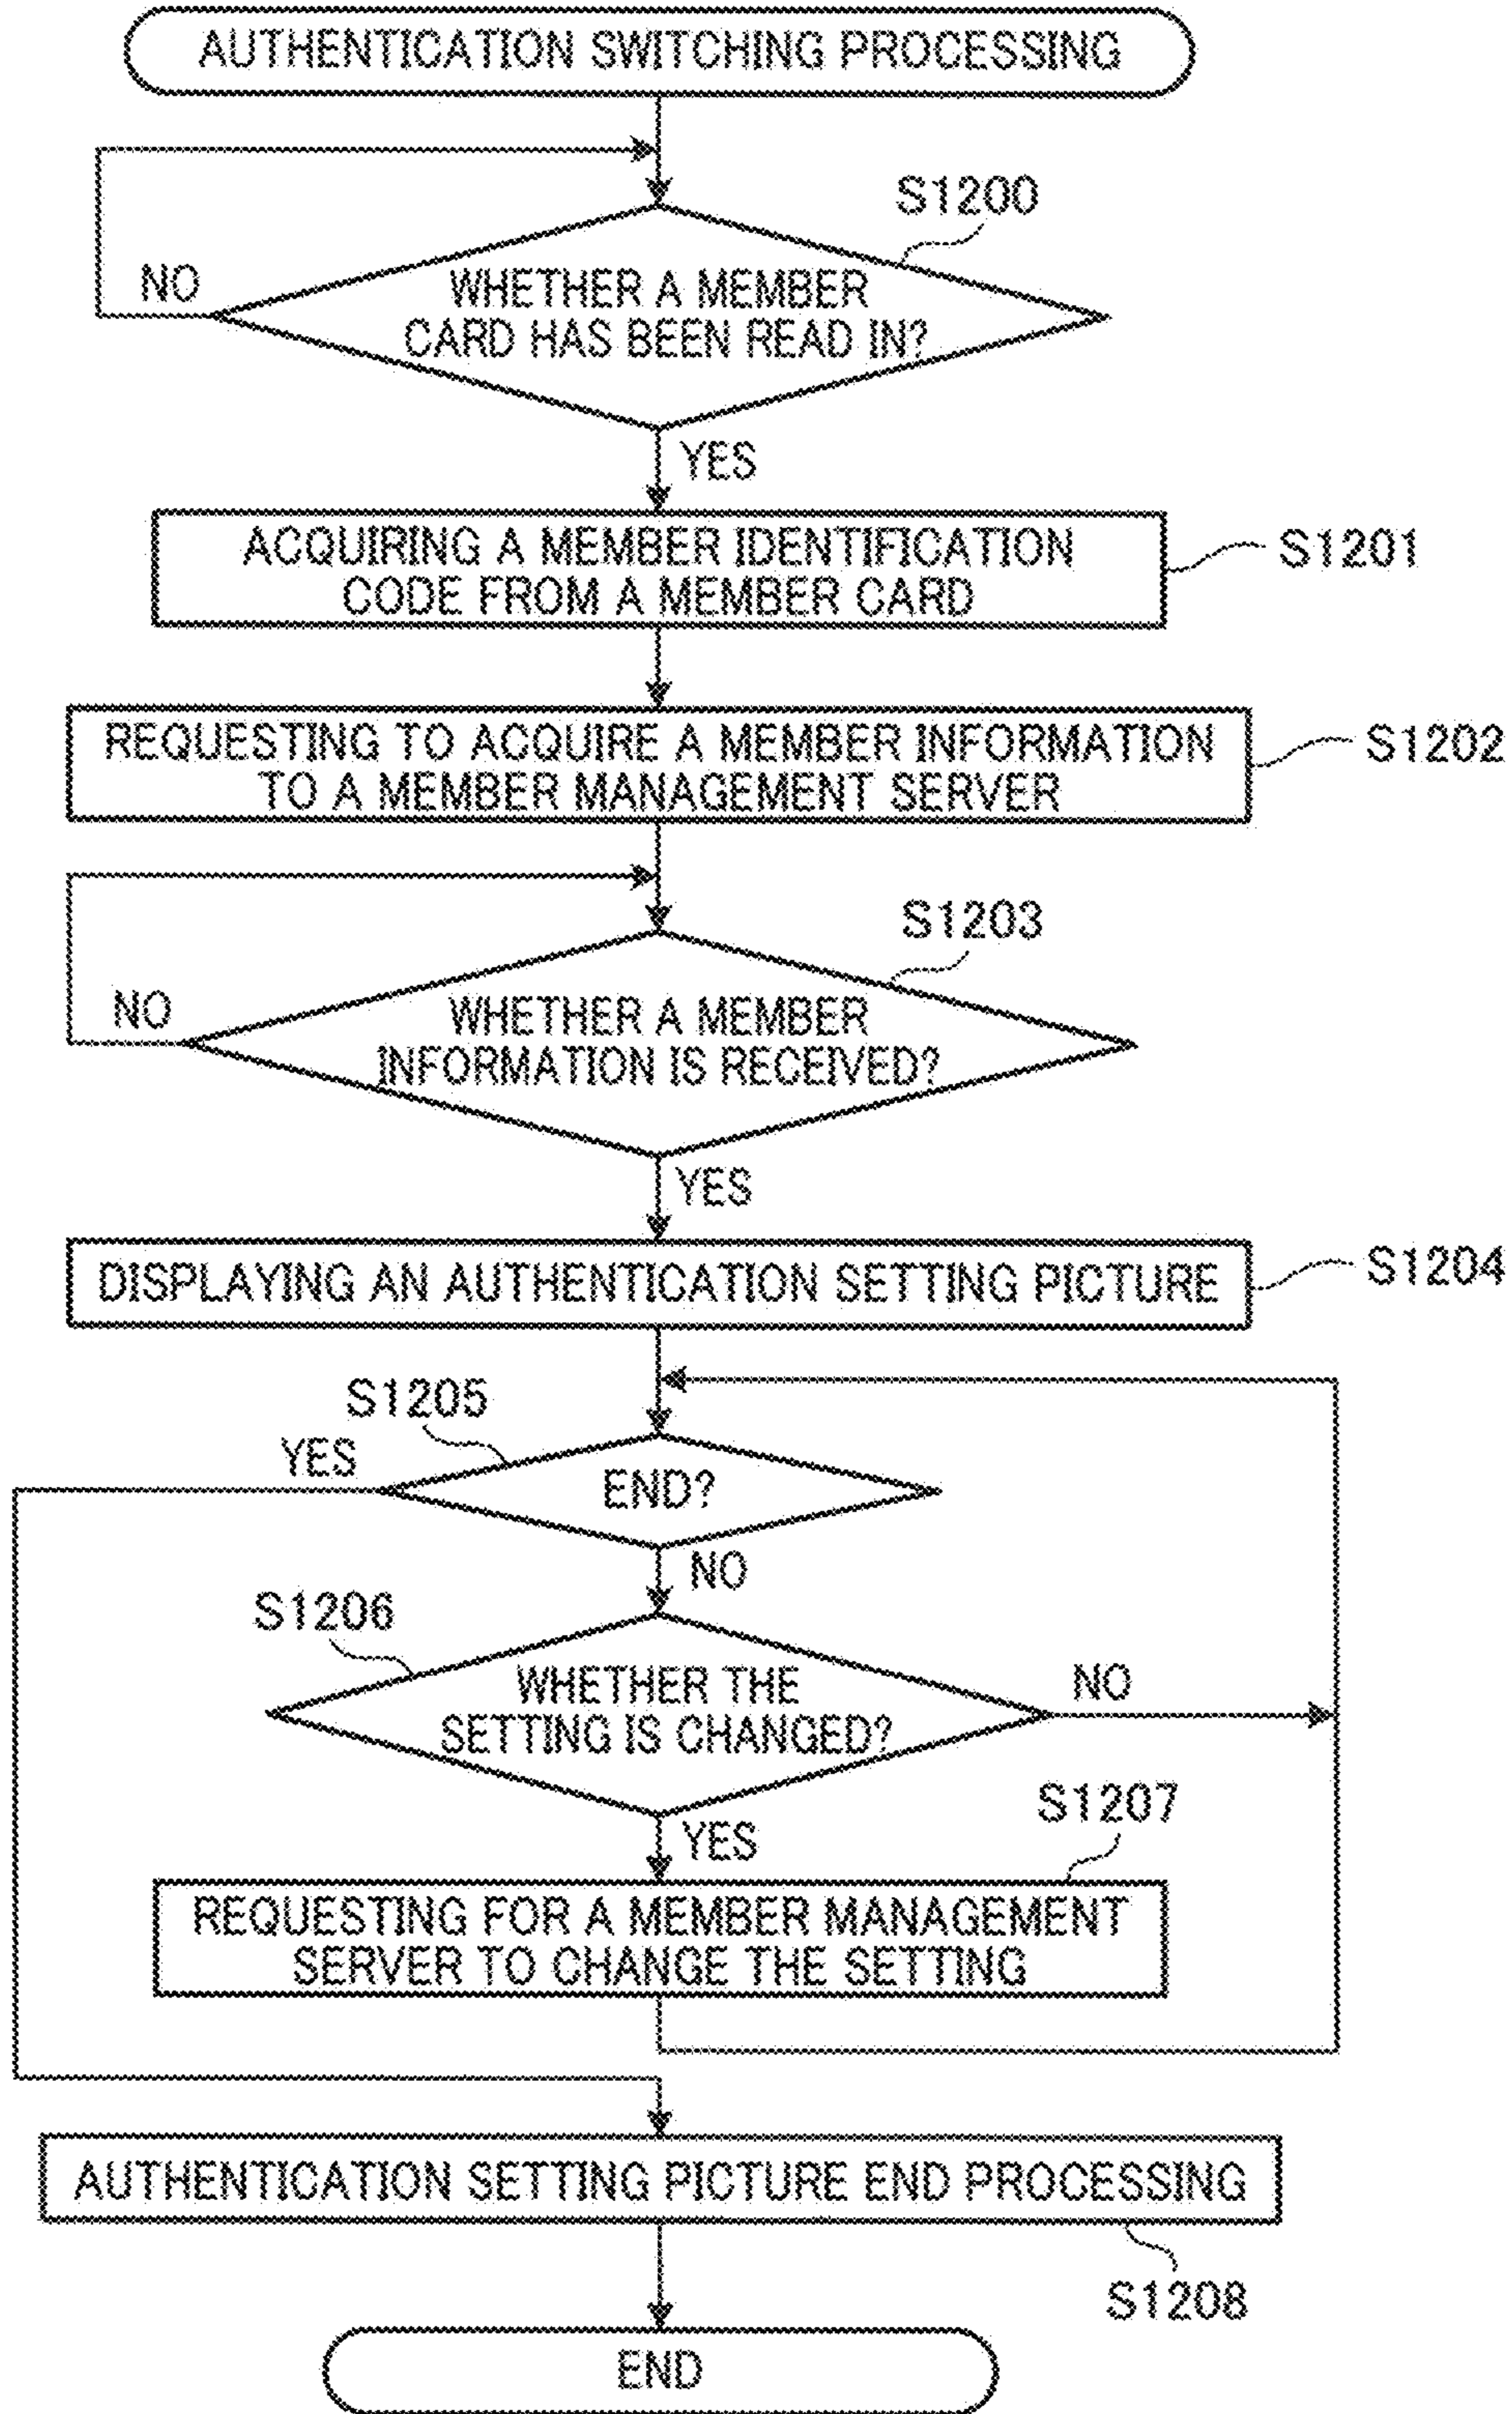 AUTHENTICATION SWITCHING PROCESSING
S1200
NO
WHETHER A MEMBER
CARD HAS BEEN READ IN?
YES
ACQUIRING A MEMBER IDENTIFICATION
CODE FROM A MEMBER CARD
S1201
REQUESTING TO ACQUIRE A MEMBER INFORMATION
TO A MEMBER MANAGEMENT SERVER
S1202
S1203
NO
WHETHER A MEMBER
INFORMATION IS RECEIVED?
YES
DISPLAYING AN AUTHENTICATION SETTING PICTURE
S1204
S1205
YES
END?
NO
S1206
WHETHER THE
SETTING IS CHANGED?
NO
YES
S1207
REQUESTING FOR A MEMBER MANAGEMENT
SERVER TO CHANGE THE SETTING
AUTHENTICATION SETTING PICTURE END PROCESSING
S1208
END